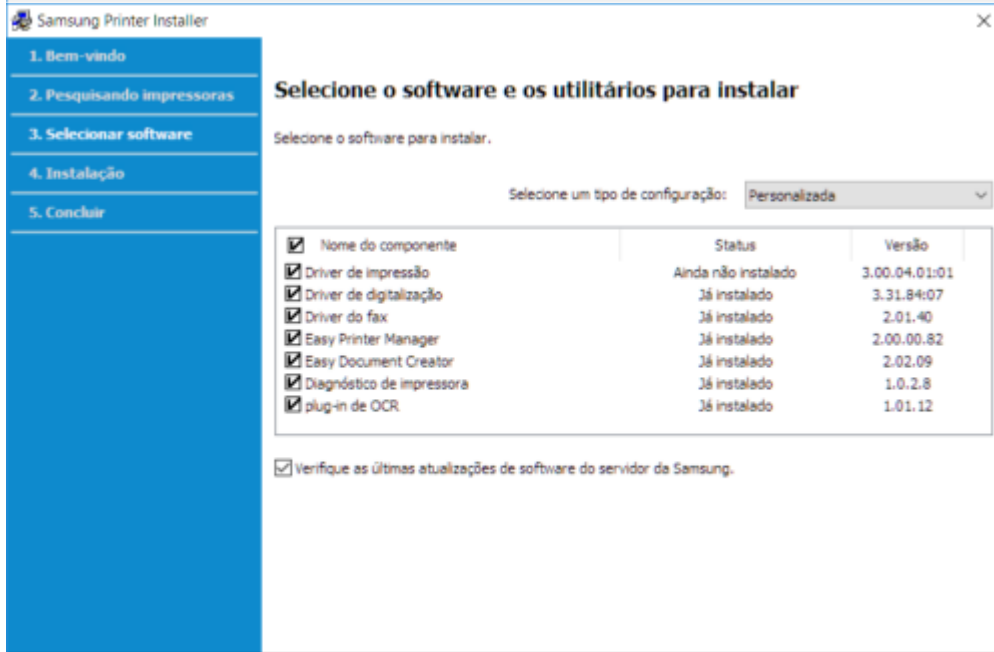 Samsung Printer Installer
1. Bem-vindo
2. Pesquisando impressoras
3. Selecionar software
4. Instalação
5. Concluir
Selecione o software e os utilitários para instalar
Selecione o software para instalar.
Selecione um tipo de configuração: Personalizada
Nome do componente Status Versão
Driver de impressão Ainda não instalado 3.00.04.01:01
Driver de digitalização Já instalado 3.31.84:07
Driver do fax Já instalado 2.01.40
Easy Printer Manager Já instalado 2.00.00.82
Easy Document Creator Já instalado 2.02.09
Diagnóstico de impressora Já instalado 1.0.2.8
plug-in de OCR Já instalado 1.01.12
Verifique as últimas atualizações de software do servidor da Samsung.